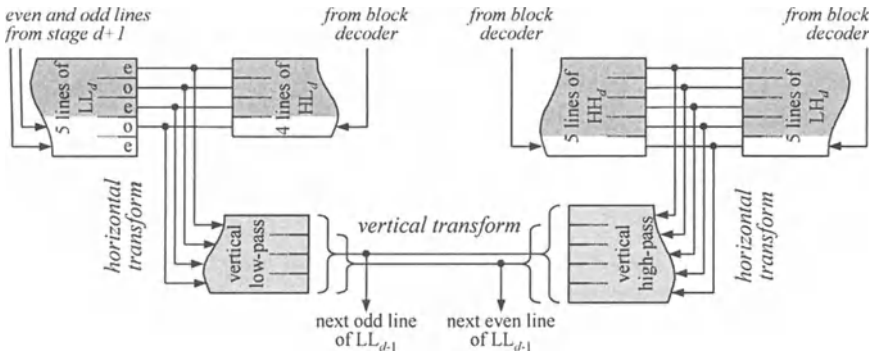 even and odd lines
from stage d+1
from block
decoder
from block
decoder
from block
decoder
5 lines of
LL_d
e
o
e
o
e
4 lines of
HL_d
5 lines of
HH_d
5 lines of
LH_d
horizontal
transform
vertical
low-pass
vertical transform
vertical
high-pass
horizontal
transform
next odd line
of LL_{d-1}
next even line
of LL_{d-1}